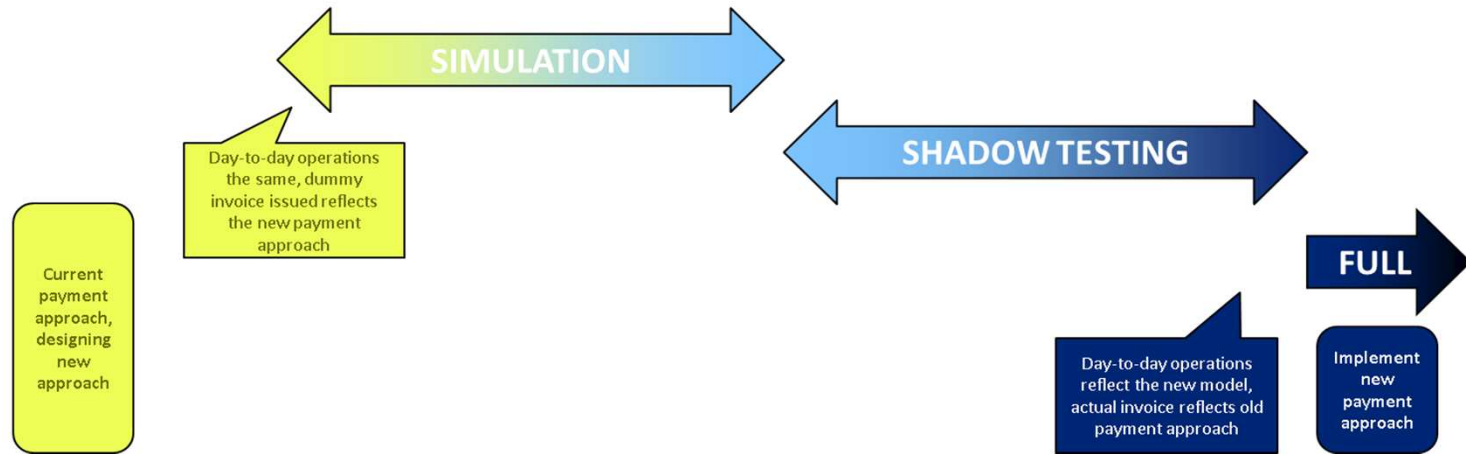 SIMULATION
Day-to-day operations
the same, dummy
invoice issued reflects
the new payment
approach
SHADOW TESTING
Current
payment
approach,
designing
new
approach
FULL
Day-to-day operations
reflect the new model,
actual invoice reflects old
payment approach
Implement
new
payment
approach